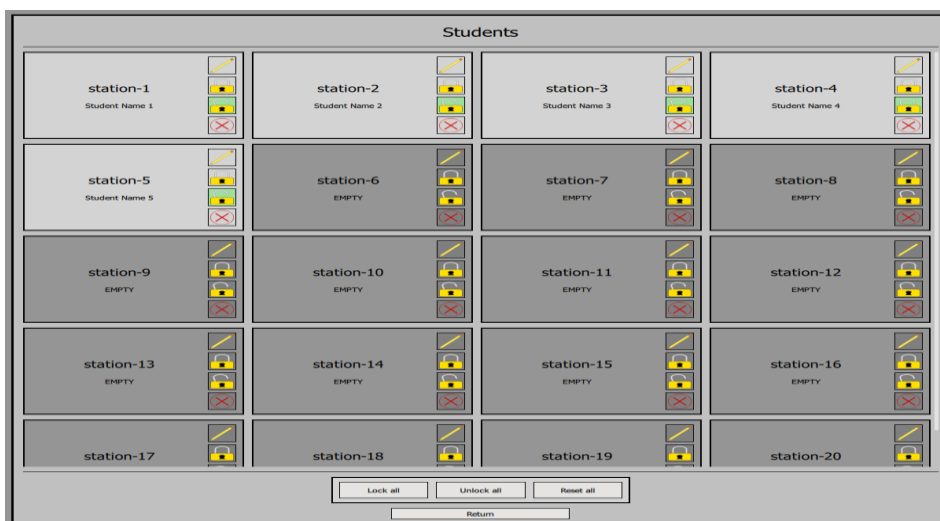 Students
station-1
Student Name 1
station-2
Student Name 2
station-3
Student Name 3
station-4
Student Name 4
station-5
Student Name 5
station-6
EMPTY
station-7
EMPTY
station-8
EMPTY
station-9
EMPTY
station-10
EMPTY
station-11
EMPTY
station-12
EMPTY
station-13
EMPTY
station-14
EMPTY
station-15
EMPTY
station-16
EMPTY
station-17
station-18
station-19
station-20
Lock all
Unlock all
Reset all
Return